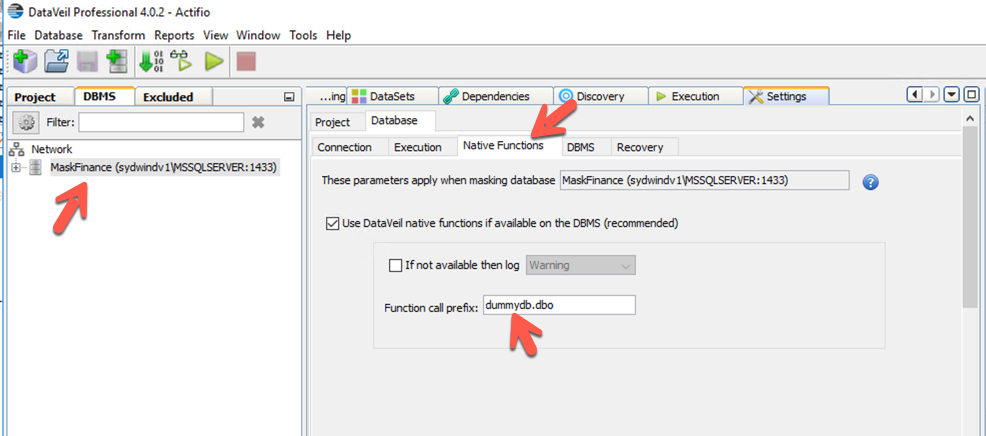 DataVeil Professional 4.0.2 - Actifio
File Database Transform Reports View Window Tools Help
01
10
01
Project DBMS Excluded
...ing DataSets Dependencies Discovery Execution Settings
Filter:
Project Database
Network
Connection Execution Native Functions DBMS Recovery
MaskFinance (sydwindv1\MSSQLSERVER:1433)
These parameters apply when masking database MaskFinance (sydwindv1\MSSQLSERVER:1433) ?
Use DataVeil native functions if available on the DBMS (recommended)
If not available then log Warning
Function call prefix: dummydb.dbo